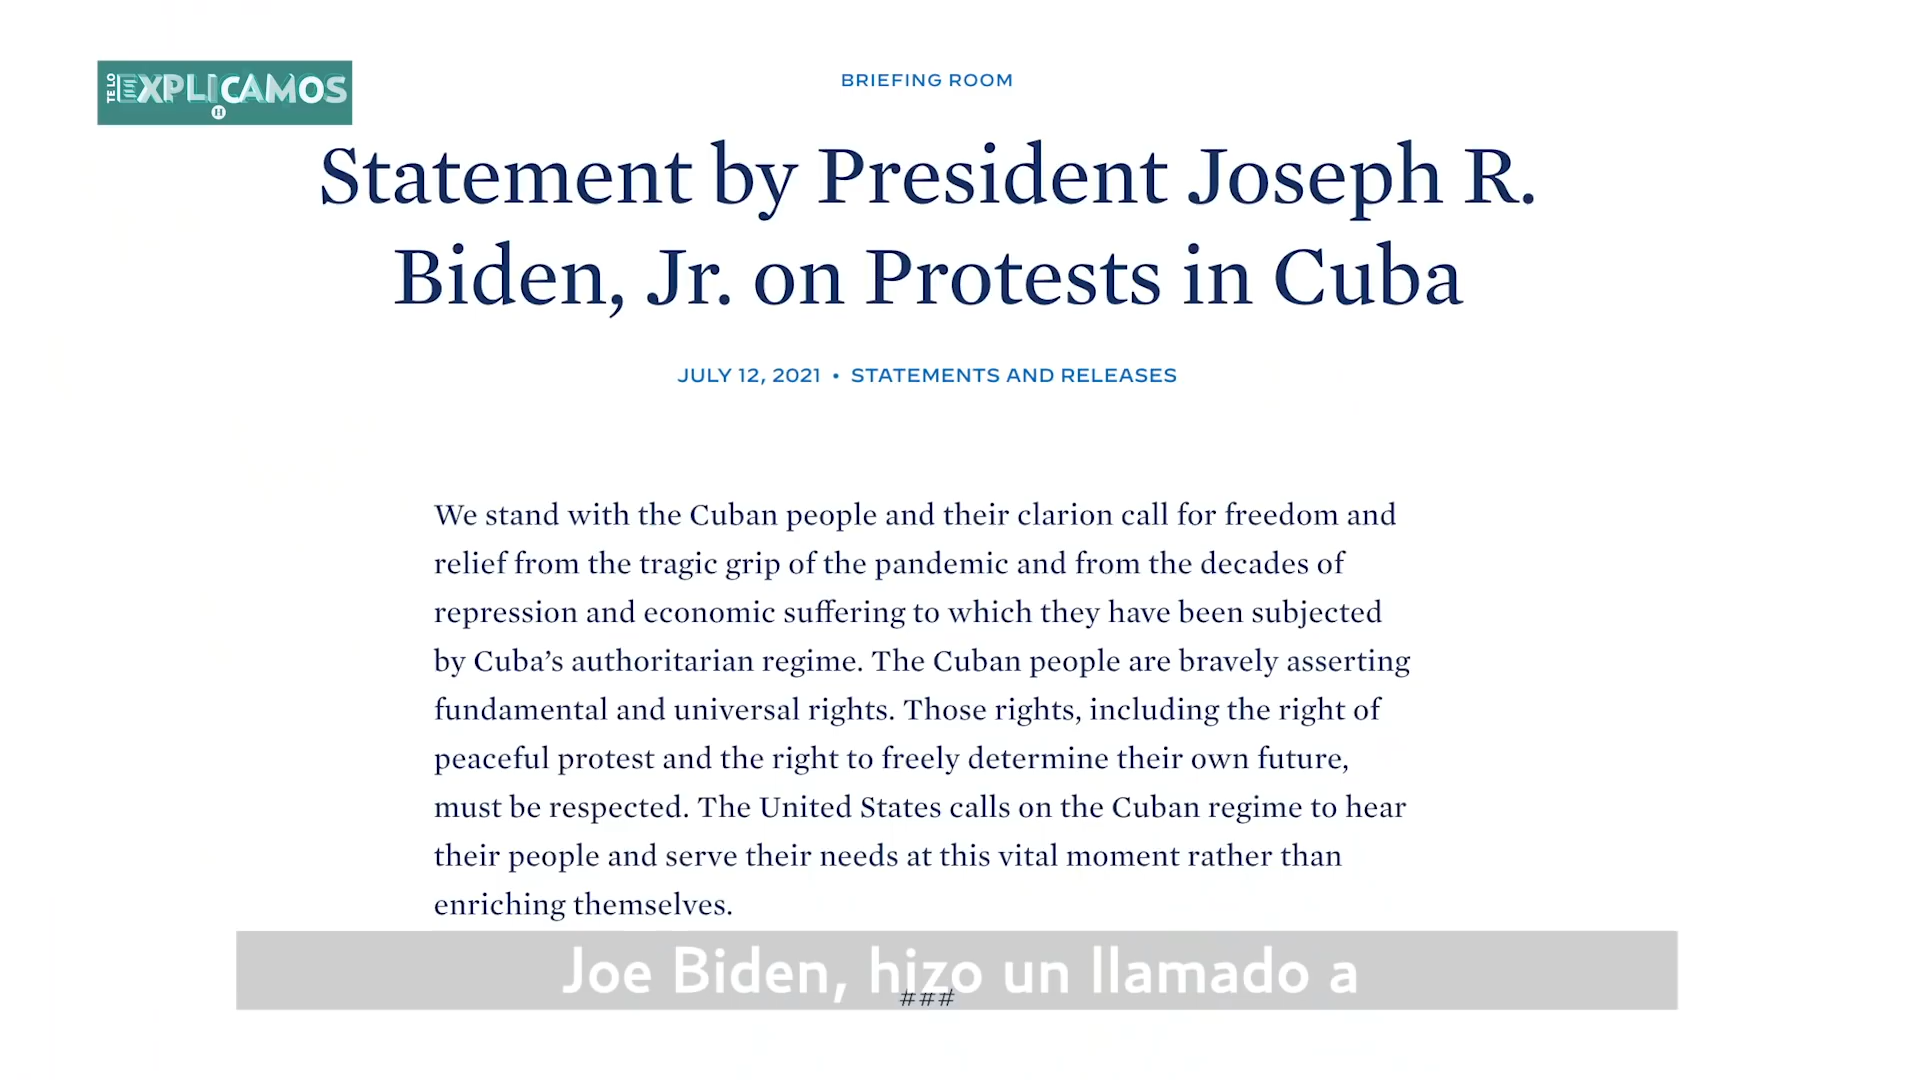 TE LO EXPLICAMOS
H
BRIEFING ROOM
Statement by President Joseph R.
Biden, Jr. on Protests in Cuba
JULY 12, 2021 • STATEMENTS AND RELEASES
We stand with the Cuban people and their clarion call for freedom and
relief from the tragic grip of the pandemic and from the decades of
repression and economic suffering to which they have been subjected
by Cuba’s authoritarian regime. The Cuban people are bravely asserting
fundamental and universal rights. Those rights, including the right of
peaceful protest and the right to freely determine their own future,
must be respected. The United States calls on the Cuban regime to hear
their people and serve their needs at this vital moment rather than
enriching themselves.
Joe Biden, hizo un llamado a
###